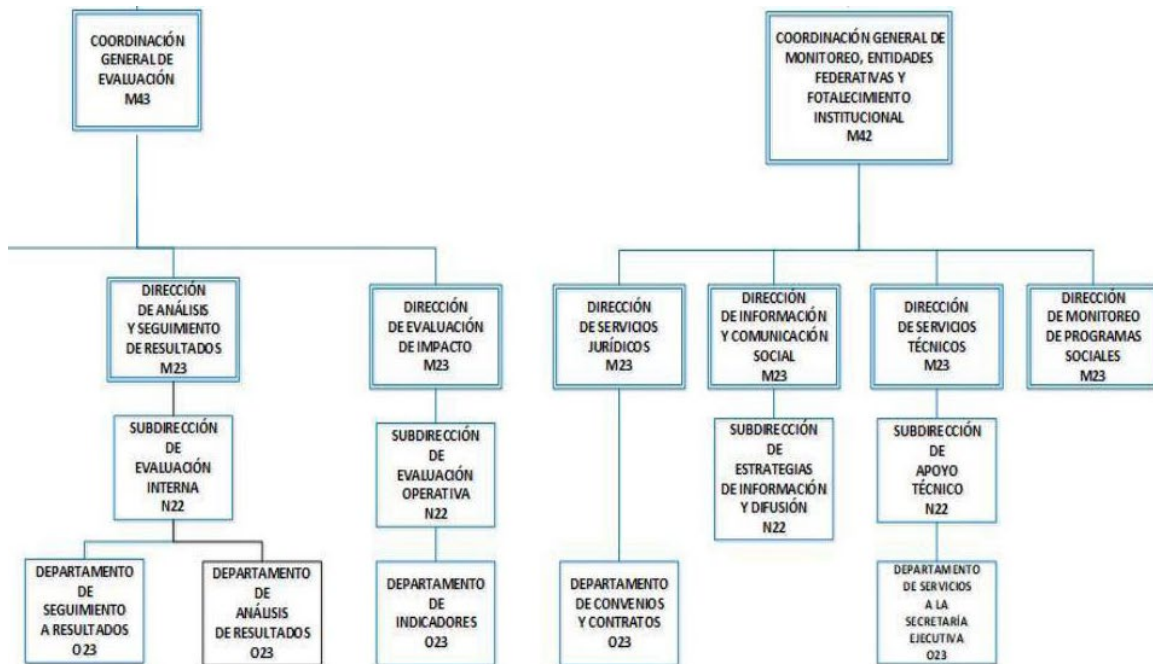 COORDINACIÓN
GENERAL DE
EVALUACIÓN
M43
COORDINACIÓN GENERAL DE
MONITOREO, ENTIDADES
FEDERATIVAS Y
FOTALECIMIENTO
INSTITUCIONAL
M42
DIRECCIÓN
DE ANÁLISIS
Y SEGUIMIENTO
DE RESULTADOS
M23
DIRECCIÓN
DE EVALUACIÓN
DE IMPACTO
M23
DIRECCIÓN
DE SERVICIOS
JURÍDICOS
M23
DIRECCIÓN
DE INFORMACIÓN
Y COMUNICACIÓN
SOCIAL
M23
DIRECCIÓN
DE SERVICIOS
TÉCNICOS
M23
DIRECCIÓN
DE MONITOREO
DE PROGRAMAS
SOCIALES
M23
SUBDIRECCIÓN
DE
EVALUACIÓN
INTERNA
N22
SUBDIRECCIÓN
DE
EVALUACIÓN
OPERATIVA
N22
SUBDIRECCIÓN
DE
ESTRATEGIAS
DE INFORMACIÓN
Y DIFUSIÓN
N22
SUBDIRECCIÓN
DE
APOYO
TÉCNICO
N22
DEPARTAMENTO
DE
SEGUIMIENTO
A RESULTADOS
O23
DEPARTAMENTO
DE
ANÁLISIS
DE RESULTADOS
O23
DEPARTAMENTO
DE
INDICADORES
O23
DEPARTAMENTO
DE CONVENIOS
Y CONTRATOS
O23
DEPARTAMENTO
DE SERVICIOS
A LA
SECRETARÍA
EJECUTIVA
O23